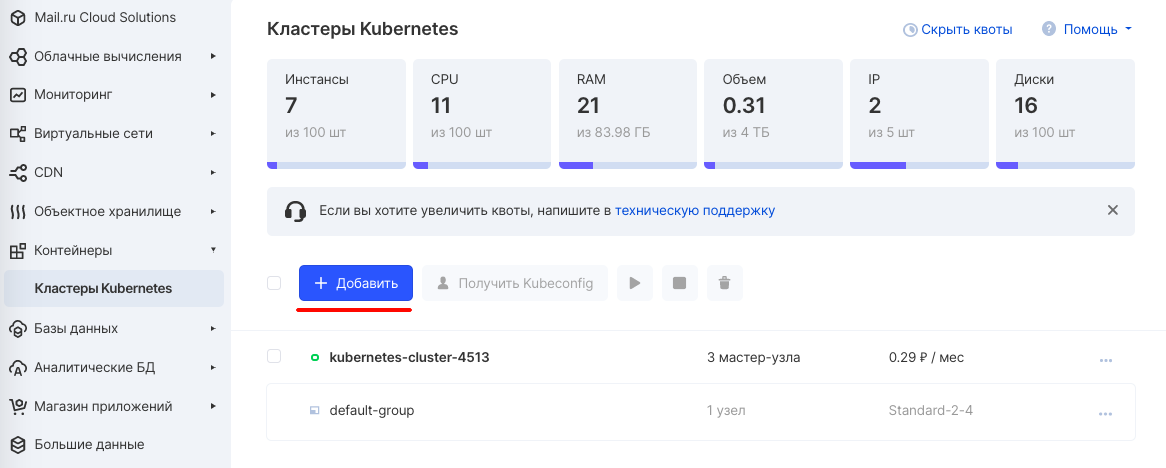 Mail.ru Cloud Solutions
Облачные вычисления
Мониторинг
Виртуальные сети
CDN
Объектное хранилище
Контейнеры
Кластеры Kubernetes
Базы данных
Аналитические БД
Магазин приложений
Большие данные
Кластеры Kubernetes
Скрыть квоты
Помощь
Инстансы
7
из 100 шт
CPU
11
из 100 шт
RAM
21
из 83.98 ГБ
Объем
0.31
из 4 ТБ
IP
2
из 5 шт
Диски
16
из 100 шт
Если вы хотите увеличить квоты, напишите в техническую поддержку
Добавить
Получить Kubeconfig
kubernetes-cluster-4513 3 мастер-узла 0.29 ₽ / мес
default-group 1 узел Standard-2-4